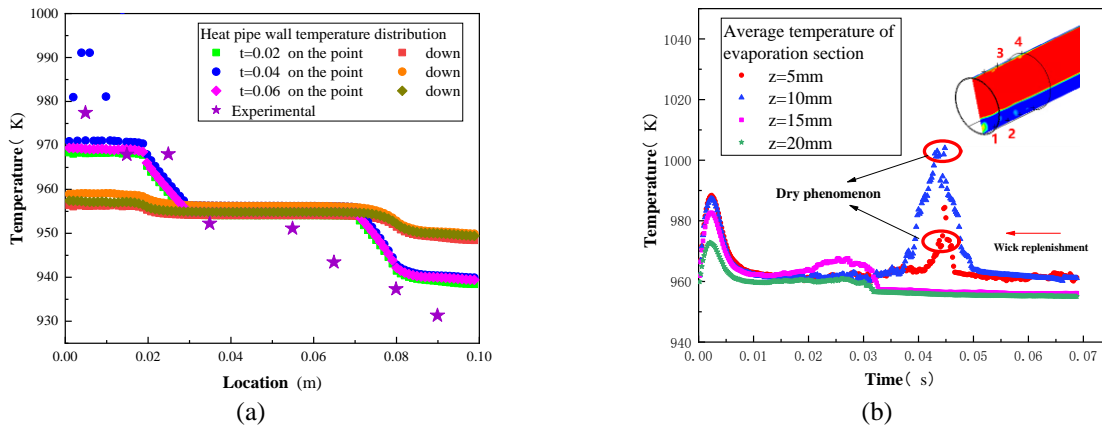 1000
990
980
970
960
950
940
930
Temperature( K)
0.00 0.02 0.04 0.06 0.08 0.10
Location (m)
Heat pipe wall temperature distribution
t=0.02 on the point down
t=0.04 on the point down
t=0.06 on the point down
Experimental
(a)
1040
1020
1000
980
960
940
Temperature( K)
0.00 0.01 0.02 0.03 0.04 0.05 0.06 0.07
Time( s)
Average temperature of
evaporation section
z=5mm
z=10mm
z=15mm
z=20mm
3 4
1 2
Dry phenomenon
Wick replenishment
(b)